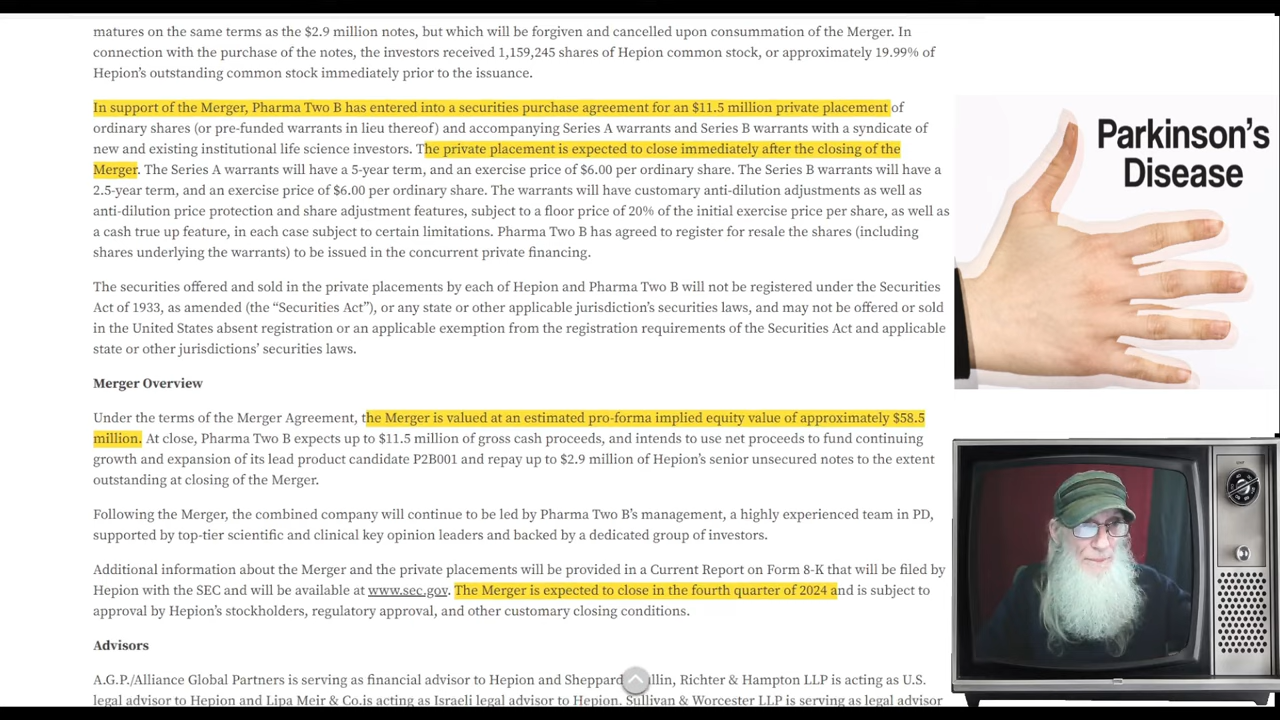 matures on the same terms as the $2.9 million notes, but which will be forgiven and cancelled upon consummation of the Merger. In
connection with the purchase of the notes, the investors received 1,159,245 shares of Hepion common stock, or approximately 19.99% of
Hepion’s outstanding common stock immediately prior to the issuance.
In support of the Merger, Pharma Two B has entered into a securities purchase agreement for an $11.5 million private placement of
ordinary shares (or pre-funded warrants in lieu thereof) and accompanying Series A warrants and Series B warrants with a syndicate of
new and existing institutional life science investors. The private placement is expected to close immediately after the closing of the
Merger. The Series A warrants will have a 5-year term, and an exercise price of $6.00 per ordinary share. The Series B warrants will have a
2.5-year term, and an exercise price of $6.00 per ordinary share. The warrants will have customary anti-dilution adjustments as well as
anti-dilution price protection and share adjustment features, subject to a floor price of 20% of the initial exercise price per share, as well as
a cash true up feature, in each case subject to certain limitations. Pharma Two B has agreed to register for resale the shares (including
shares underlying the warrants) to be issued in the concurrent private financing.
The securities offered and sold in the private placements by each of Hepion and Pharma Two B will not be registered under the Securities
Act of 1933, as amended (the “Securities Act”), or any state or other applicable jurisdiction’s securities laws, and may not be offered or sold
in the United States absent registration or an applicable exemption from the registration requirements of the Securities Act and applicable
state or other jurisdictions’ securities laws.
Merger Overview
Under the terms of the Merger Agreement, the Merger is valued at an estimated pro-forma implied equity value of approximately $58.5
million. At close, Pharma Two B expects up to $11.5 million of gross cash proceeds, and intends to use net proceeds to fund continuing
growth and expansion of its lead product candidate P2B001 and repay up to $2.9 million of Hepion’s senior unsecured notes to the extent
outstanding at closing of the Merger.
Following the Merger, the combined company will continue to be led by Pharma Two B’s management, a highly experienced team in PD,
supported by top-tier scientific and clinical key opinion leaders and backed by a dedicated group of investors.
Additional information about the Merger and the private placements will be provided in a Current Report on Form 8-K that will be filed by
Hepion with the SEC and will be available at www.sec.gov. The Merger is expected to close in the fourth quarter of 2024 and is subject to
approval by Hepion’s stockholders, regulatory approval, and other customary closing conditions.
Advisors
A.G.P./Alliance Global Partners is serving as financial advisor to Hepion and Sheppard, Richter & Hampton LLP is acting as U.S.
legal advisor to Hepion and Lipa Meir & Co.is acting as Israeli legal advisor to Hepion. Sullivan & Worcester LLP is serving as legal advisor
Parkinson’s
Disease